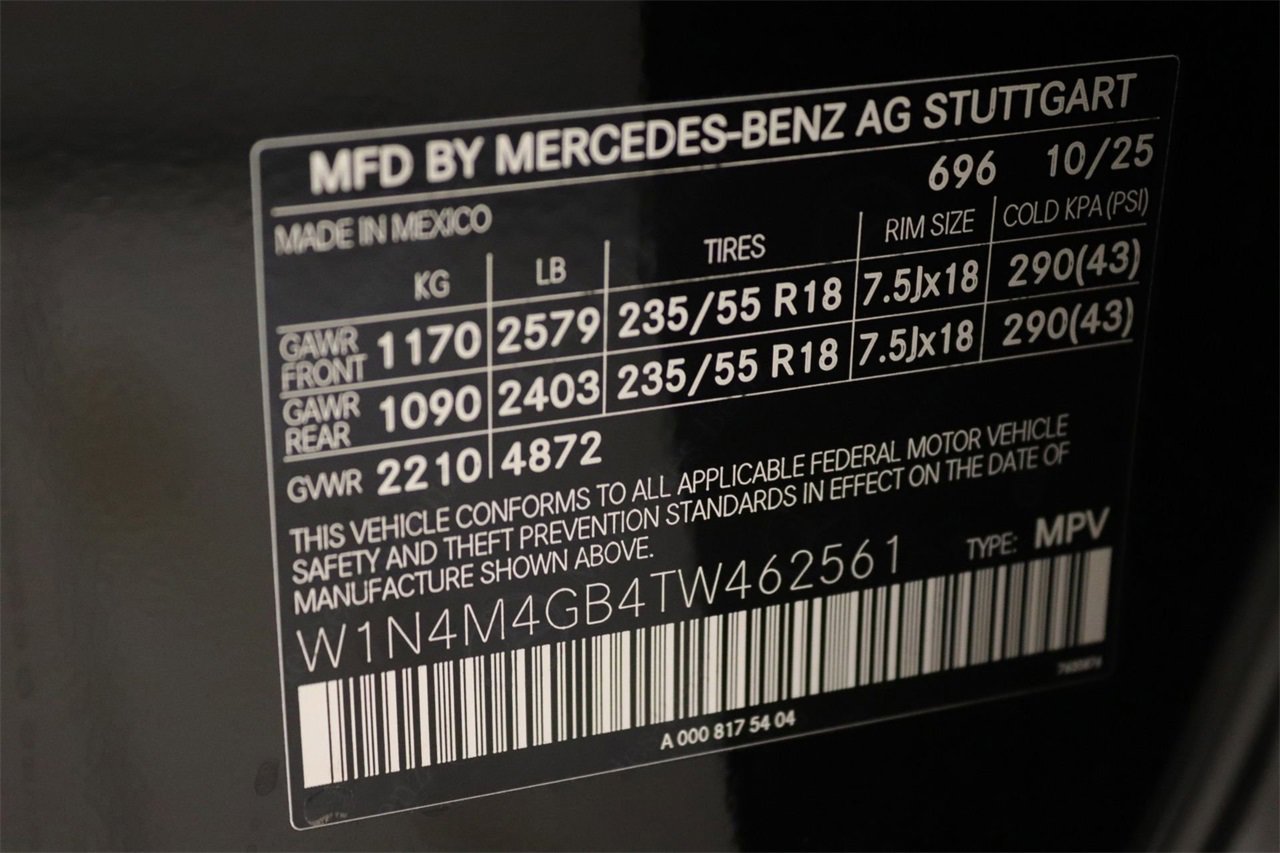 MFD BY MERCEDES-BENZ AG STUTTGART
696 10/25
MADE IN MEXICO
KG LB TIRES RIM SIZE COLD KPA (PSI)
GAWR FRONT 1170 2579 235/55 R18 7.5Jx18 290(43)
GAWR REAR 1090 2403 235/55 R18 7.5Jx18 290(43)
GVWR 2210 4872
THIS VEHICLE CONFORMS TO ALL APPLICABLE FEDERAL MOTOR VEHICLE
SAFETY AND THEFT PREVENTION STANDARDS IN EFFECT ON THE DATE OF
MANUFACTURE SHOWN ABOVE.
W1N4M4GB4TW462561 TYPE: MPV
A 000 817 54 04